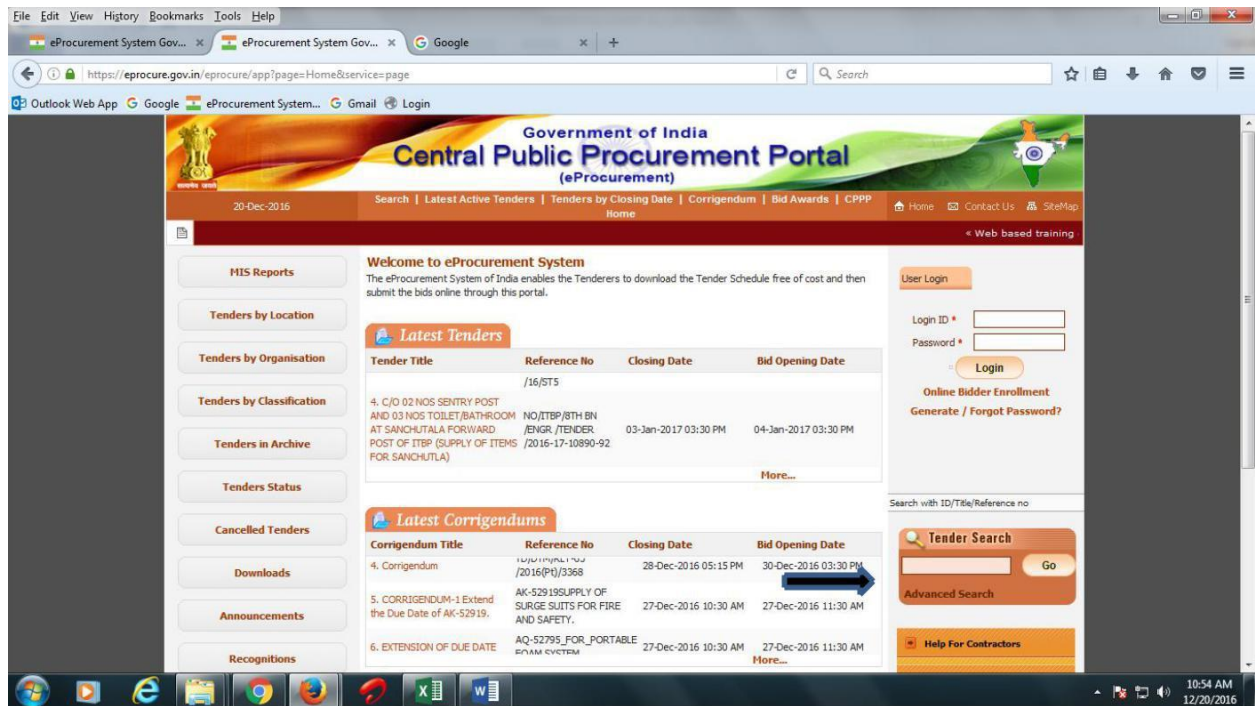 File Edit View History Bookmarks Tools Help
eProcurement System Gov... × eProcurement System Gov... × Google × +
https://eprocure.gov.in/eprocure/app?page=Home&service=page Search
Outlook Web App Google eProcurement System... Gmail Login
Government of India
Central Public Procurement Portal
(eProcurement)
सत्यमेव जयते
20-Dec-2016
Search | Latest Active Tenders | Tenders by Closing Date | Corrigendum | Bid Awards | CPPP
Home
Home Contact Us SiteMap
« Web based training
MIS Reports
Tenders by Location
Tenders by Organisation
Tenders by Classification
Tenders in Archive
Tenders Status
Cancelled Tenders
Downloads
Announcements
Recognitions
Welcome to eProcurement System
The eProcurement System of India enables the Tenderers to download the Tender Schedule free of cost and then
submit the bids online through this portal.
Latest Tenders
Tender Title Reference No Closing Date Bid Opening Date
/16/ST5
4. C/O 02 NOS SENTRY POST
AND 03 NOS TOILET/BATHROOM NO/ITBP/8TH BN
AT SANCHUTALA FORWARD /ENGR /TENDER 03-Jan-2017 03:30 PM 04-Jan-2017 03:30 PM
POST OF ITBP (SUPPLY OF ITEMS /2016-17-10890-92
FOR SANCHUTLA)
More...
Latest Corrigendums
Corrigendum Title Reference No Closing Date Bid Opening Date
4. Corrigendum /2016(Pt)/3368 28-Dec-2016 05:15 PM 30-Dec-2016 03:30 PM
AK-52919SUPPLY OF
5. CORRIGENDUM-1 Extend SURGE SUITS FOR FIRE 27-Dec-2016 10:30 AM 27-Dec-2016 11:30 AM
the Due Date of AK-52919. AND SAFETY.
6. EXTENSION OF DUE DATE AQ-52795_FOR_PORTABLE 27-Dec-2016 10:30 AM 27-Dec-2016 11:30 AM
FOAM SYSTEM
More...
User Login
Login ID *
Password *
Login
Online Bidder Enrollment
Generate / Forgot Password?
Search with ID/Title/Reference no
Tender Search
Go
Advanced Search
Help For Contractors
10:54 AM
12/20/2016